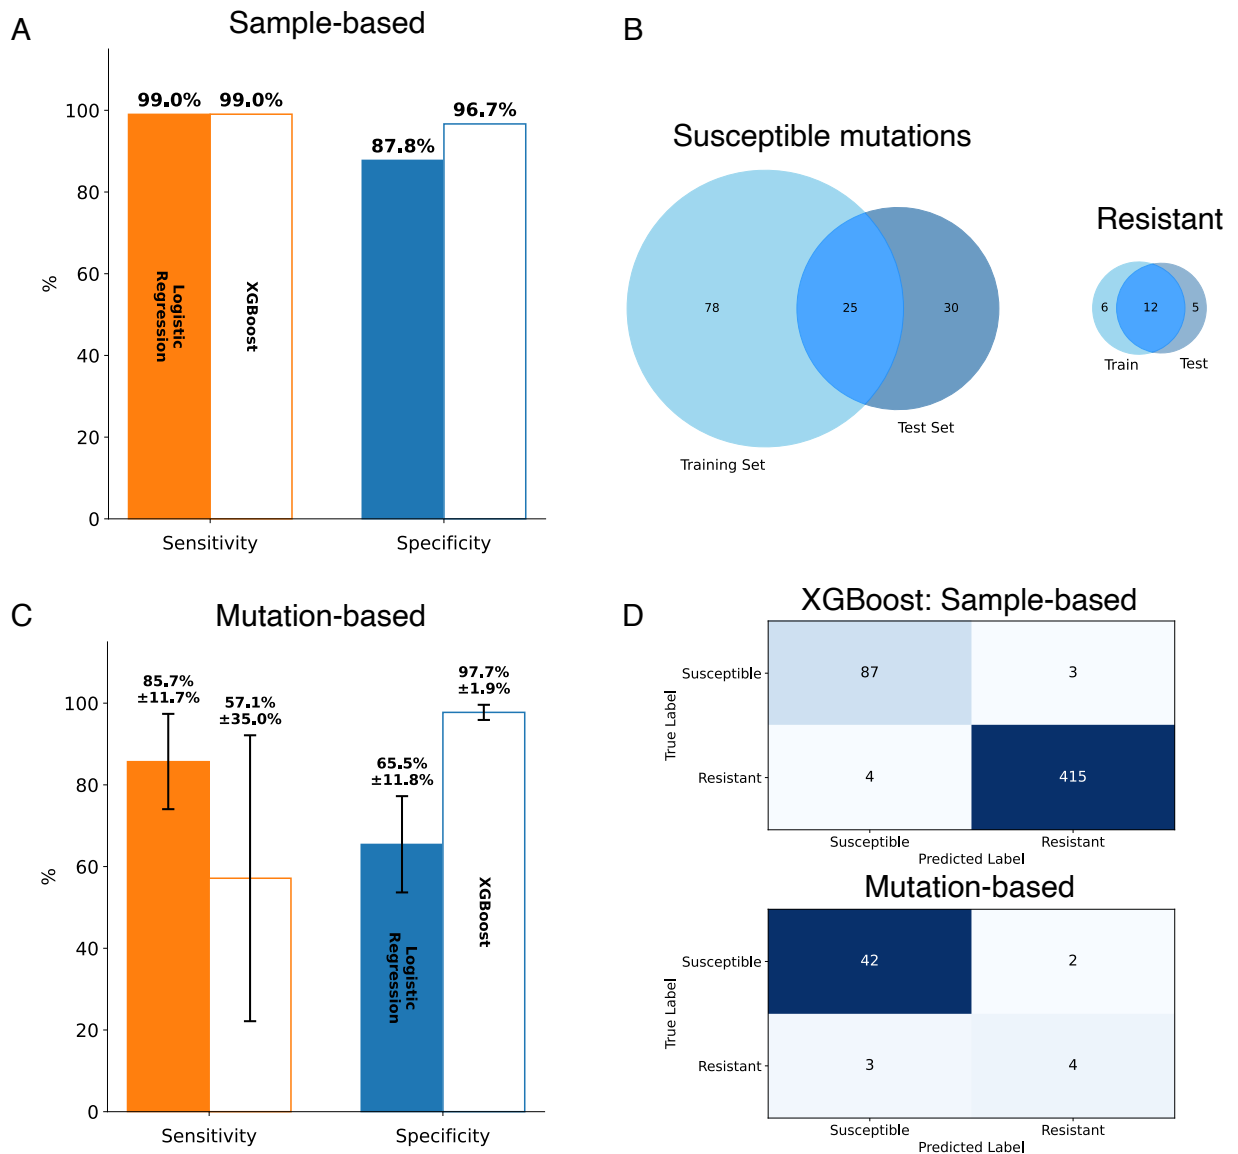 A
Sample-based
99.0%
99.0%
96.7%
87.8%
100
80
60
40
20
0
%
Logistic
Regression
XGBoost
Sensitivity
Specificity
B
Susceptible mutations
78
25
30
Training Set
Test Set
Resistant
6
12
5
Train
Test
C
Mutation-based
85.7%
±11.7%
57.1%
±35.0%
65.5%
±11.8%
97.7%
±1.9%
100
80
60
40
20
0
%
Logistic
Regression
XGBoost
Sensitivity
Specificity
D
XGBoost: Sample-based
True Label
Susceptible
87
3
Resistant
4
415
Susceptible
Resistant
Predicted Label
Mutation-based
True Label
Susceptible
42
2
Resistant
3
4
Susceptible
Resistant
Predicted Label